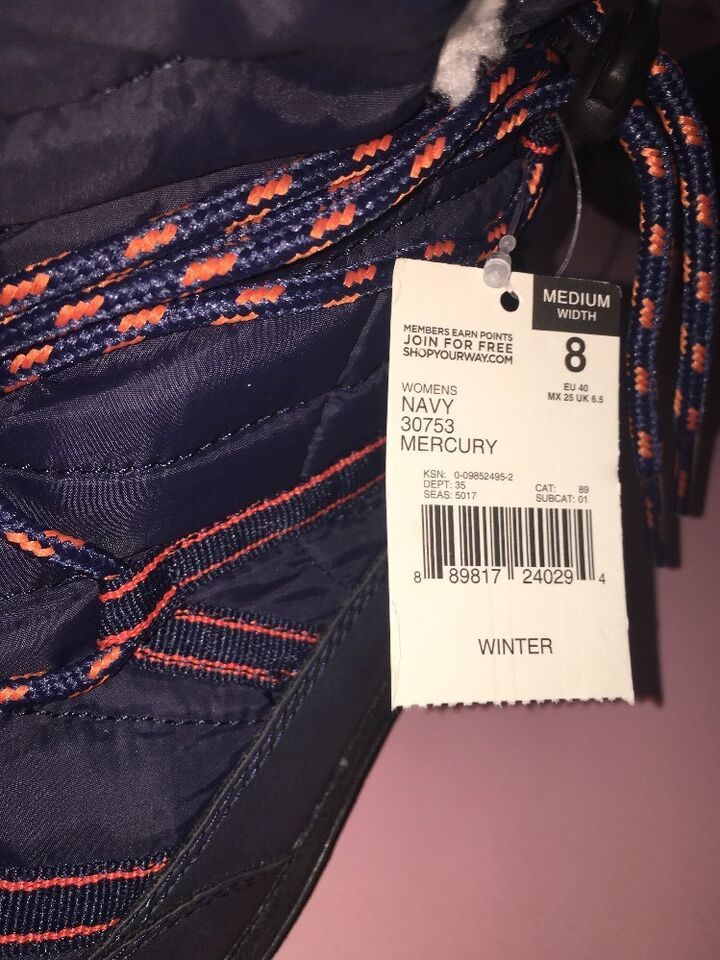 MEDIUM
WIDTH
8
EU 40
MX 25 UK 6.5
MEMBERS EARN POINTS
JOIN FOR FREE
SHOPYOURWAY.COM
WOMENS
NAVY
30753
MERCURY
KSN: 0-09852495-2
DEPT: 35 CAT: 89
SEAS: 5017 SUBCAT: 01
8 89817 24029 4
WINTER